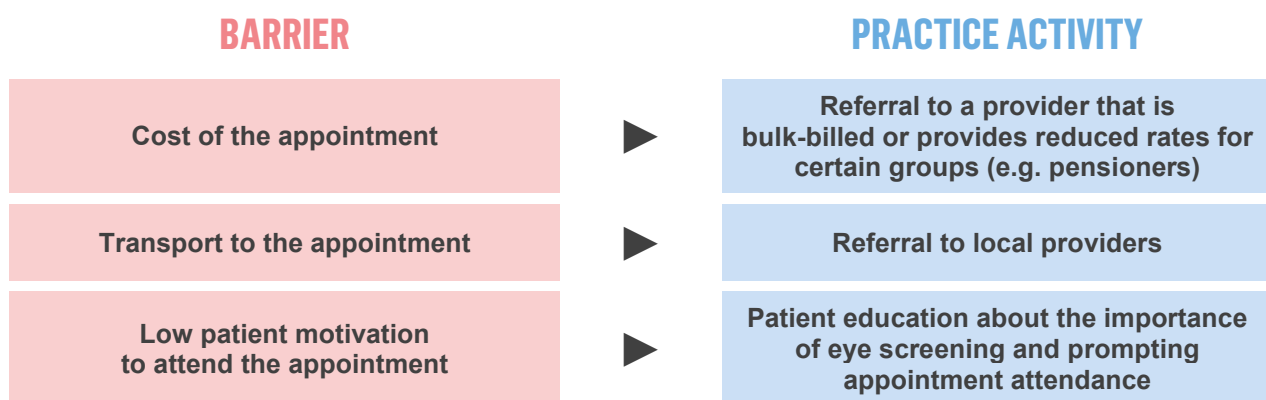 BARRIER
PRACTICE ACTIVITY
Cost of the appointment
Referral to a provider that is
bulk-billed or provides reduced rates for
certain groups (e.g. pensioners)
Transport to the appointment
Referral to local providers
Low patient motivation
to attend the appointment
Patient education about the importance
of eye screening and prompting
appointment attendance